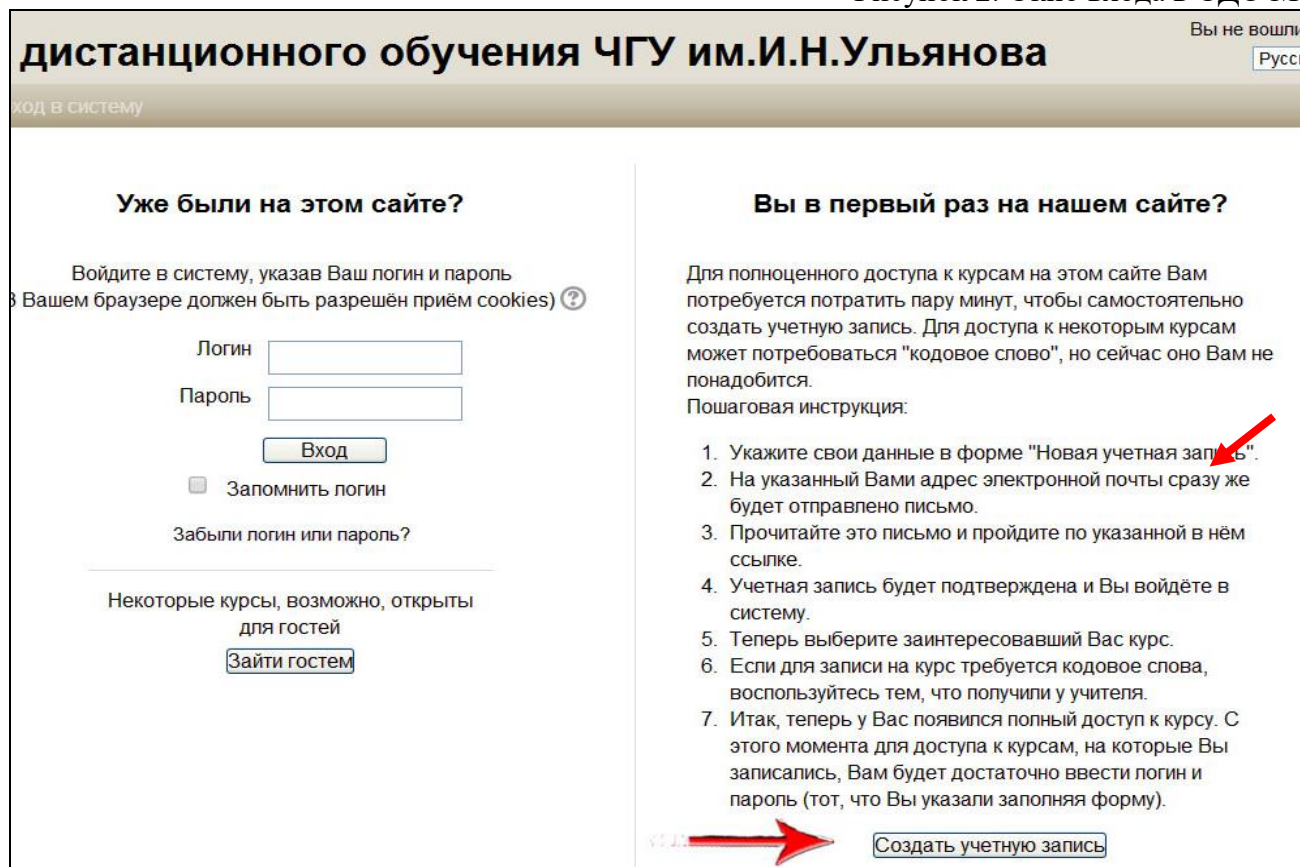 дистанционного обучения ЧГУ им.И.Н.Ульянова
Вы не вошли
ход в систему
Уже были на этом сайте?
Войдите в систему, указав Ваш логин и пароль
Вашем браузере должен быть разрешён приём cookies) ?
Логин
Пароль
Вход
Запомнить логин
Забыли логин или пароль?
Некоторые курсы, возможно, открыты
для гостей
Зайти гостем
Вы в первый раз на нашем сайте?
Для полноценного доступа к курсам на этом сайте Вам
потребуется потратить пару минут, чтобы самостоятельно
создать учетную запись. Для доступа к некоторым курсам
может потребоваться "кодовое слово", но сейчас оно Вам не
понадобится.
Пошаговая инструкция:
1. Укажите свои данные в форме "Новая учетная запись".
2. На указанный Вами адрес электронной почты сразу же
будет отправлено письмо.
3. Прочитайте это письмо и пройдите по указанной в нём
ссылке.
4. Учетная запись будет подтверждена и Вы войдёте в
систему.
5. Теперь выберите заинтересовавший Вас курс.
6. Если для записи на курс требуется кодовое слова,
воспользуйтесь тем, что получили у учителя.
7. Итак, теперь у Вас появился полный доступ к курсу. С
этого момента для доступа к курсам, на которые Вы
записались, Вам будет достаточно ввести логин и
пароль (тот, что Вы указали заполняя форму).
Создать учетную запись